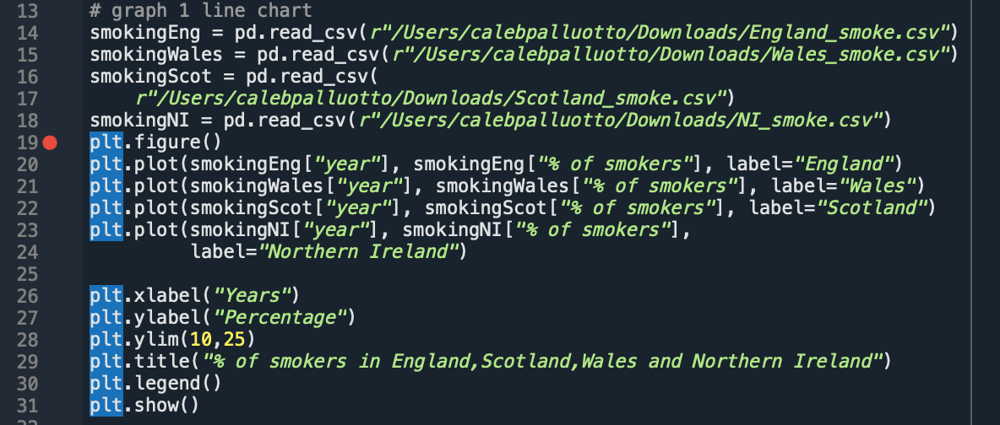 13 # graph 1 line chart
14 smokingEng = pd.read_csv(r"/Users/calebpalluotto/Downloads/England_smoke.csv")
15 smokingWales = pd.read_csv(r"/Users/calebpalluotto/Downloads/Wales_smoke.csv")
16 smokingScot = pd.read_csv(
17     r"/Users/calebpalluotto/Downloads/Scotland_smoke.csv")
18 smokingNI = pd.read_csv(r"/Users/calebpalluotto/Downloads/NI_smoke.csv")
19 plt.figure()
20 plt.plot(smokingEng["year"], smokingEng["% of smokers"], label="England")
21 plt.plot(smokingWales["year"], smokingWales["% of smokers"], label="Wales")
22 plt.plot(smokingScot["year"], smokingScot["% of smokers"], label="Scotland")
23 plt.plot(smokingNI["year"], smokingNI["% of smokers"],
24          label="Northern Ireland")
25
26 plt.xlabel("Years")
27 plt.ylabel("Percentage")
28 plt.ylim(10,25)
29 plt.title("% of smokers in England,Scotland,Wales and Northern Ireland")
30 plt.legend()
31 plt.show()